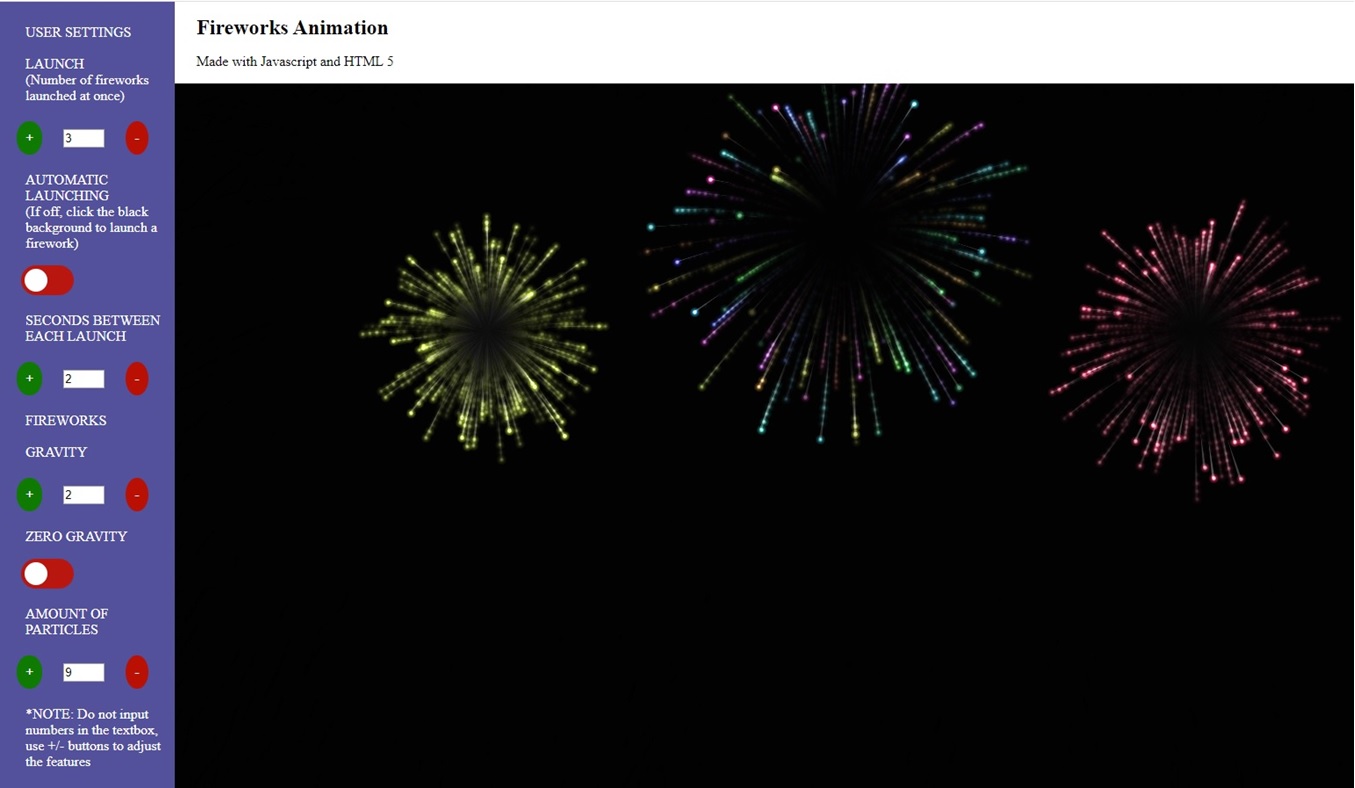 USER SETTINGS
LAUNCH
(Number of fireworks
launched at once)
+ 3 -
AUTOMATIC
LAUNCHING
(If off, click the black
background to launch a
firework)
SECONDS BETWEEN
EACH LAUNCH
+ 2 -
FIREWORKS
GRAVITY
+ 2 -
ZERO GRAVITY
AMOUNT OF
PARTICLES
+ 9 -
*NOTE: Do not input
numbers in the textbox,
use +/- buttons to adjust
the features
Fireworks Animation
Made with Javascript and HTML 5